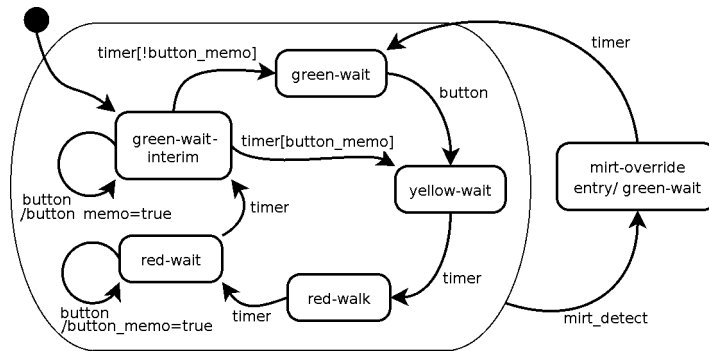 timer
timer[!button_memo]
green-wait
button
green-wait-
interim
timer[button_memo]
mirt-override
entry/ green-wait
yellow-wait
button
/button memo=true
timer
red-wait
timer
red-walk
button
/button_memo=true
timer
mirt_detect